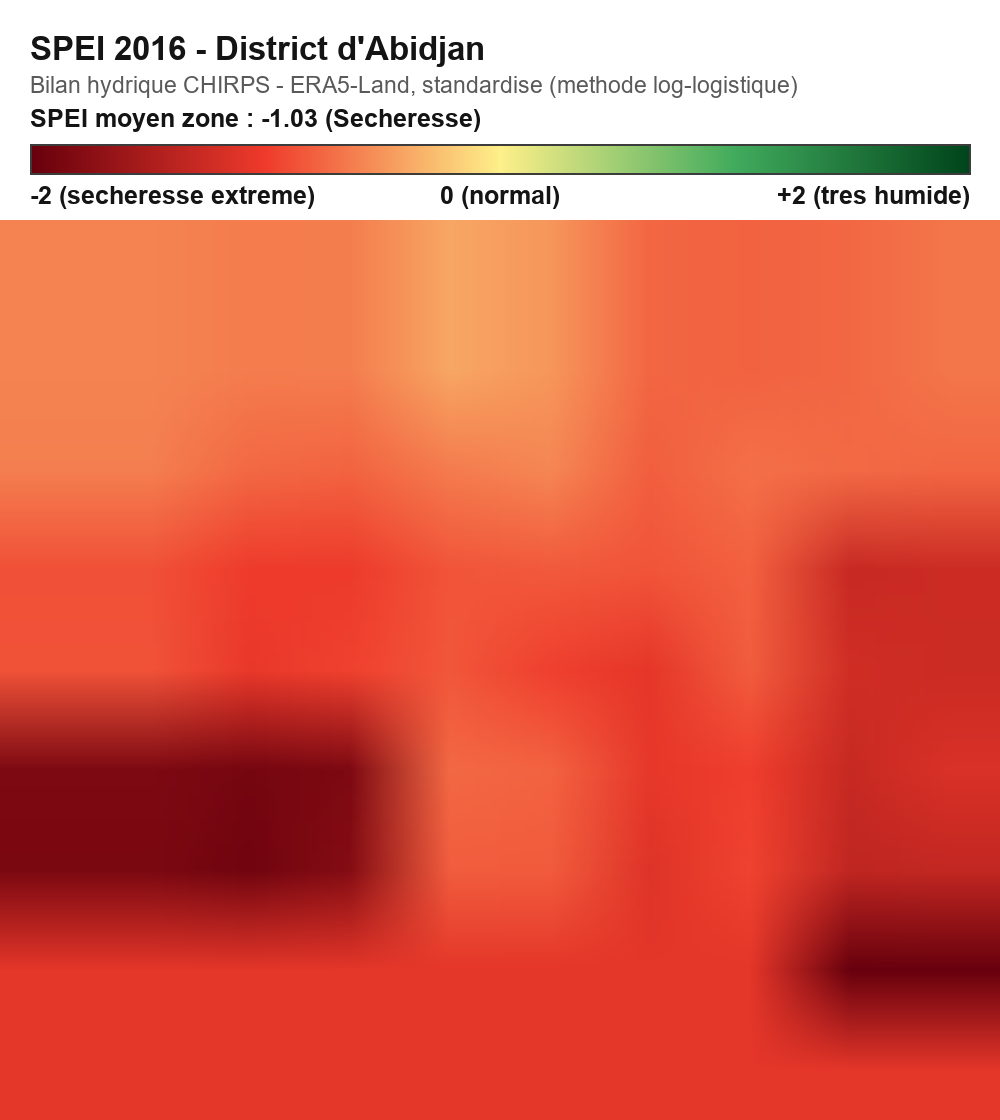 SPEI 2016 - District d'Abidjan
Bilan hydrique CHIRPS - ERA5-Land, standardise (methode log-logistique)
SPEI moyen zone : -1.03 (Secheresse)
-2 (secheresse extreme) 0 (normal) +2 (tres humide)